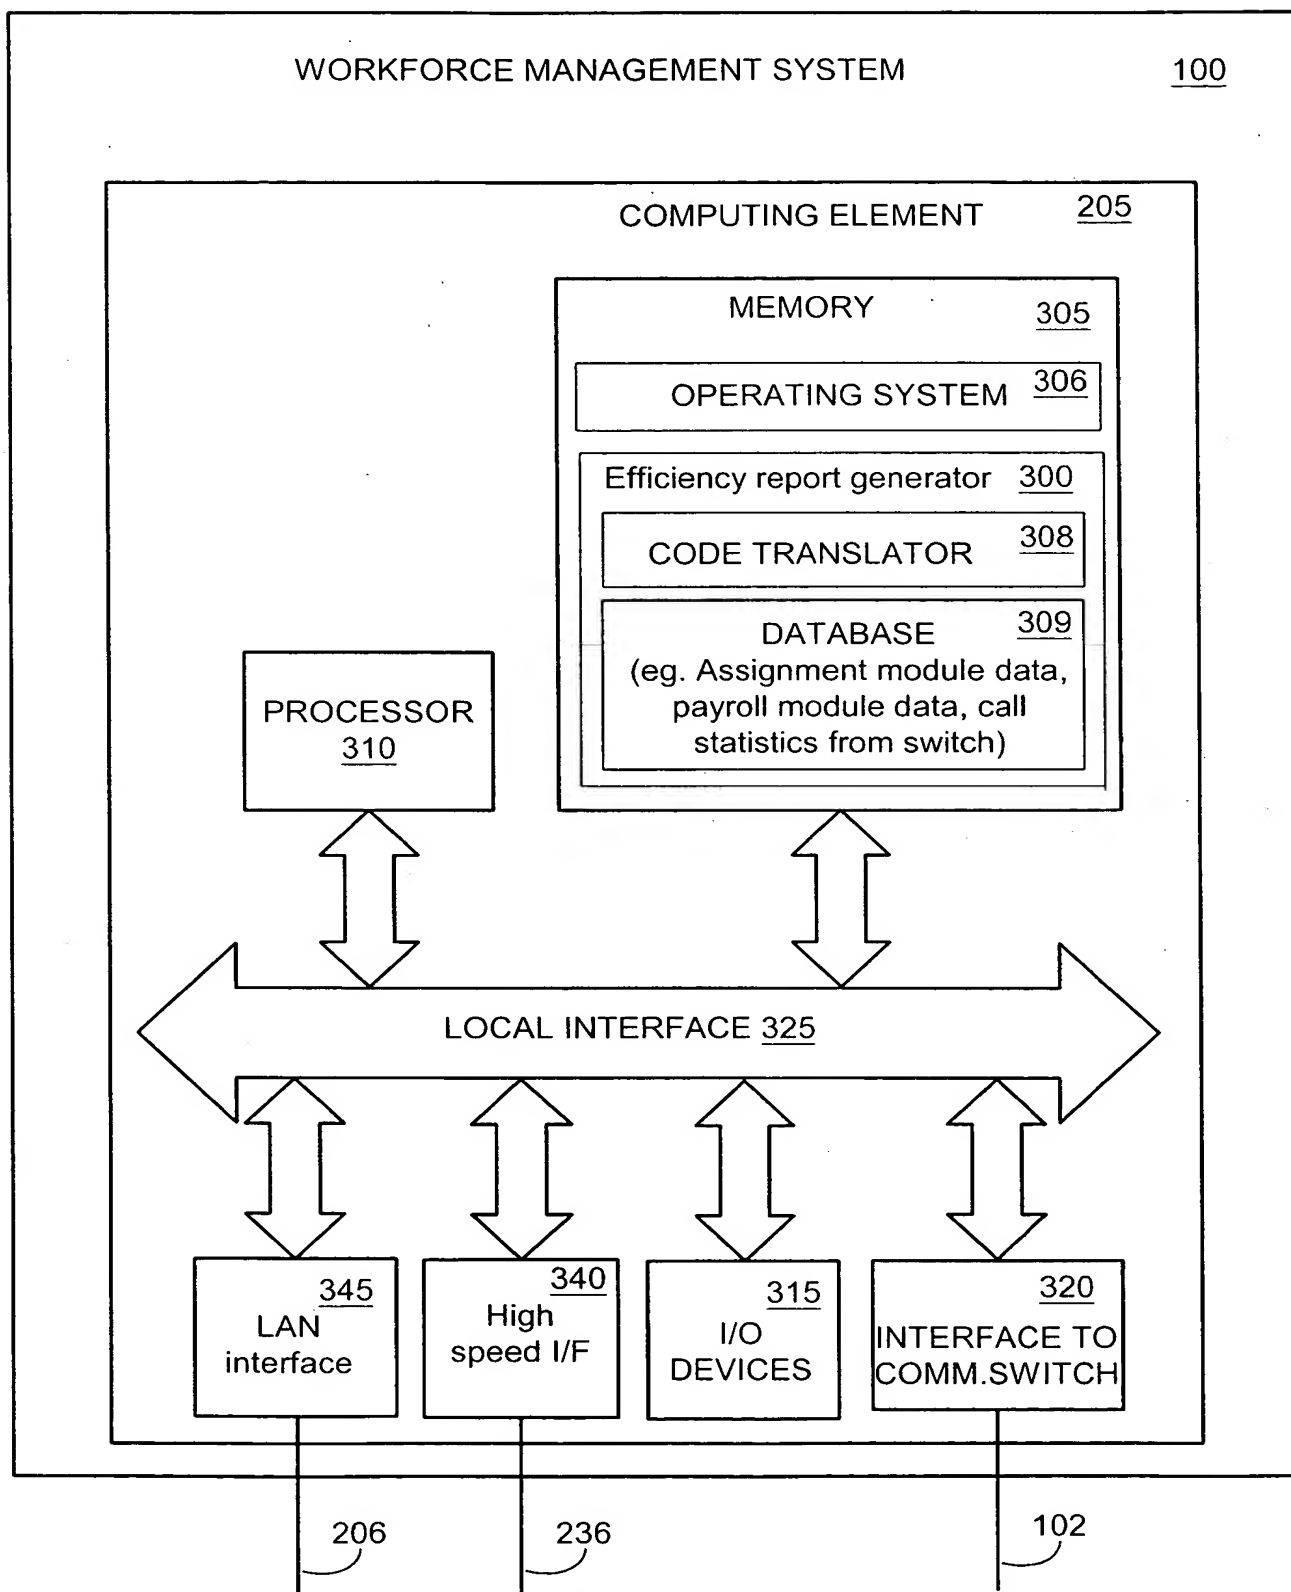 WORKFORCE MANAGEMENT SYSTEM 100
COMPUTING ELEMENT 205
MEMORY 305
OPERATING SYSTEM 306
Efficiency report generator 300
CODE TRANSLATOR 308
DATABASE 309
(eg. Assignment module data,
payroll module data, call
statistics from switch)
PROCESSOR
310
LOCAL INTERFACE 325
345
LAN
interface
340
High
speed I/F
315
I/O
DEVICES
320
INTERFACE TO
COMM.SWITCH
206
236
102